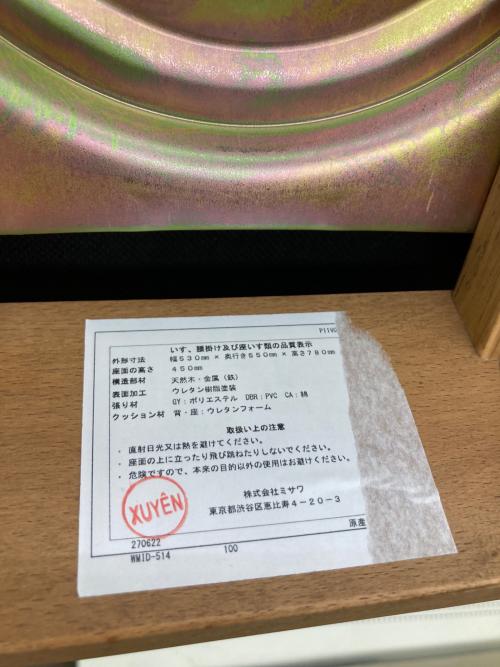 いす、腰掛け及び座いす類の品質表示
外形寸法 幅530mm × 奥行き550mm × 高さ780mm
座面の高さ 450mm
構造部材 天然木・金属（鉄）
表面加工 ウレタン樹脂塗装
張り材 GY：ポリエステル DBR：PVC CA：綿
クッション材 背・座：ウレタンフォーム
取扱い上の注意
・直射日光又は熱を避けてください。
・座面の上に立ったり飛び跳ねたりしないでください。
・危険ですので、本来の目的以外の使用はお避けください。
XUYÊN
株式会社ミサワ
東京都渋谷区恵比寿4-20-3
原産
270622
WMID-514 100